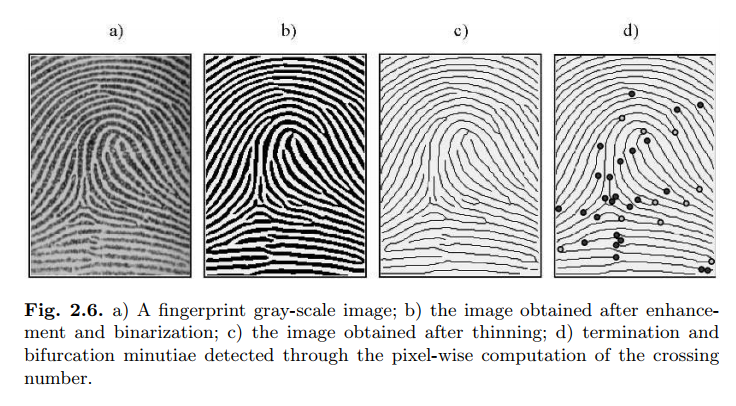 a) b) c) d)
Fig. 2.6. a) A fingerprint gray-scale image; b) the image obtained after enhance-
ment and binarization; c) the image obtained after thinning; d) termination and
bifurcation minutiae detected through the pixel-wise computation of the crossing
number.